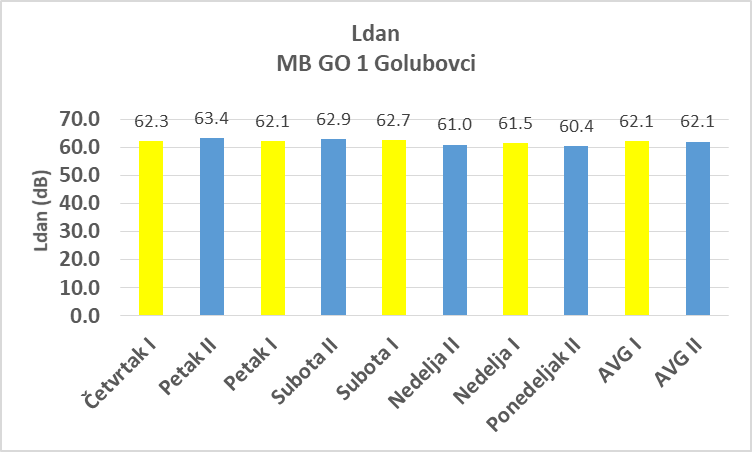 Ldan
MB GO 1 Golubovci
Ldan (dB)
70.0
60.0
50.0
40.0
30.0
20.0
10.0
0.0
62.3
63.4
62.1
62.9
62.7
61.0
61.5
60.4
62.1
62.1
Četvrtak I
Petak II
Petak I
Subota II
Subota I
Nedelja II
Nedelja I
Ponedeljak II
AVG I
AVG II